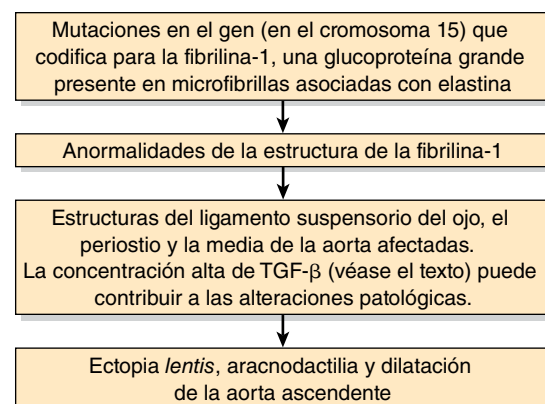 Mutaciones en el gen (en el cromosoma 15) que
codifica para la fibrilina-1, una glucoproteína grande
presente en microfibrillas asociadas con elastina
Anormalidades de la estructura de la fibrilina-1
Estructuras del ligamento suspensorio del ojo, el
periostio y la media de la aorta afectadas.
La concentración alta de TGF-β (véase el texto) puede
contribuir a las alteraciones patológicas.
Ectopia lentis, aracnodactilia y dilatación
de la aorta ascendente